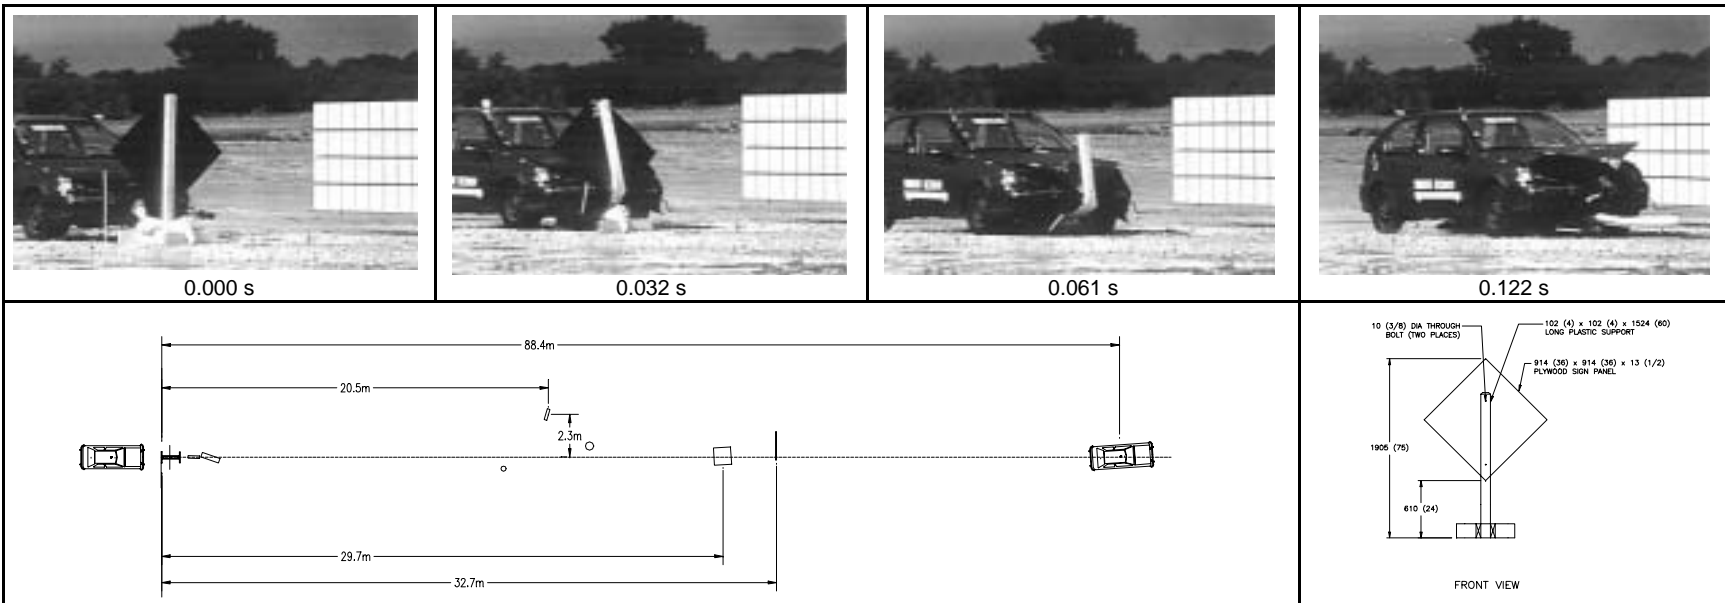 0.000 s
0.032 s
0.061 s
0.122 s
88.4m
20.5m
2.3m
29.7m
32.7m
10 (3/8) DIA THROUGH
BOLT (TWO PLACES)
102 (4) x 102 (4) x 1524 (60)
LONG PLASTIC SUPPORT
914 (36) x 914 (36) x 13 (1/2)
PLYWOOD SIGN PANEL
1905 (75)
610 (24)
FRONT VIEW